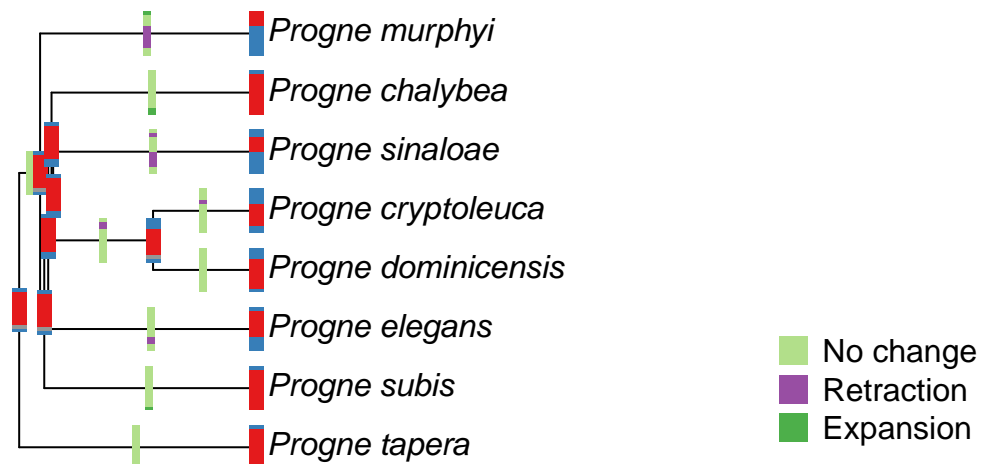 Progne murphyi
Progne chalybea
Progne sinaloae
Progne cryptoleuca
Progne dominicensis
Progne elegans
Progne subis
Progne tapera
No change
Retraction
Expansion